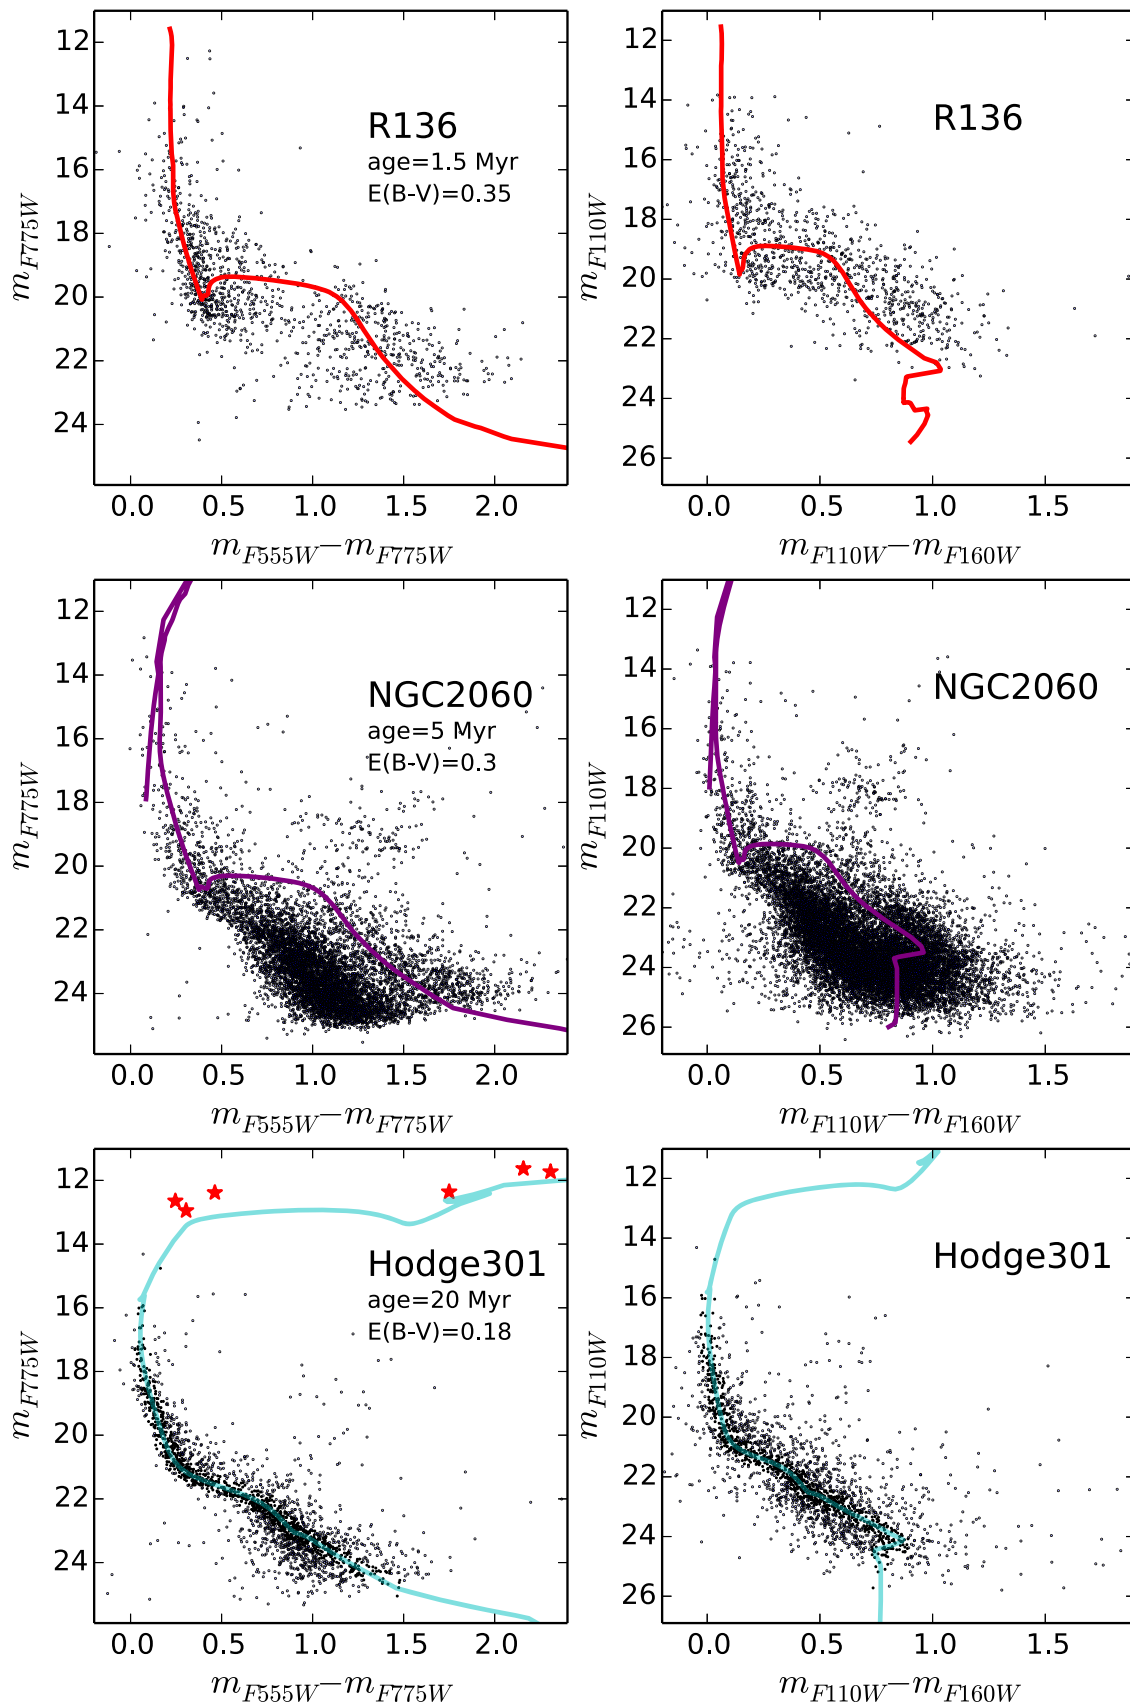 12
14
16
18
20
22
24
0.0 0.5 1.0 1.5 2.0
m_F775W
m_F555W−m_F775W
R136
age=1.5 Myr
E(B-V)=0.35
12
14
16
18
20
22
24
26
0.0 0.5 1.0 1.5
m_F110W
m_F110W−m_F160W
R136
12
14
16
18
20
22
24
0.0 0.5 1.0 1.5 2.0
m_F775W
m_F555W−m_F775W
NGC2060
age=5 Myr
E(B-V)=0.3
12
14
16
18
20
22
24
26
0.0 0.5 1.0 1.5
m_F110W
m_F110W−m_F160W
NGC2060
12
14
16
18
20
22
24
0.0 0.5 1.0 1.5 2.0
m_F775W
m_F555W−m_F775W
Hodge301
age=20 Myr
E(B-V)=0.18
12
14
16
18
20
22
24
26
0.0 0.5 1.0 1.5
m_F110W
m_F110W−m_F160W
Hodge301